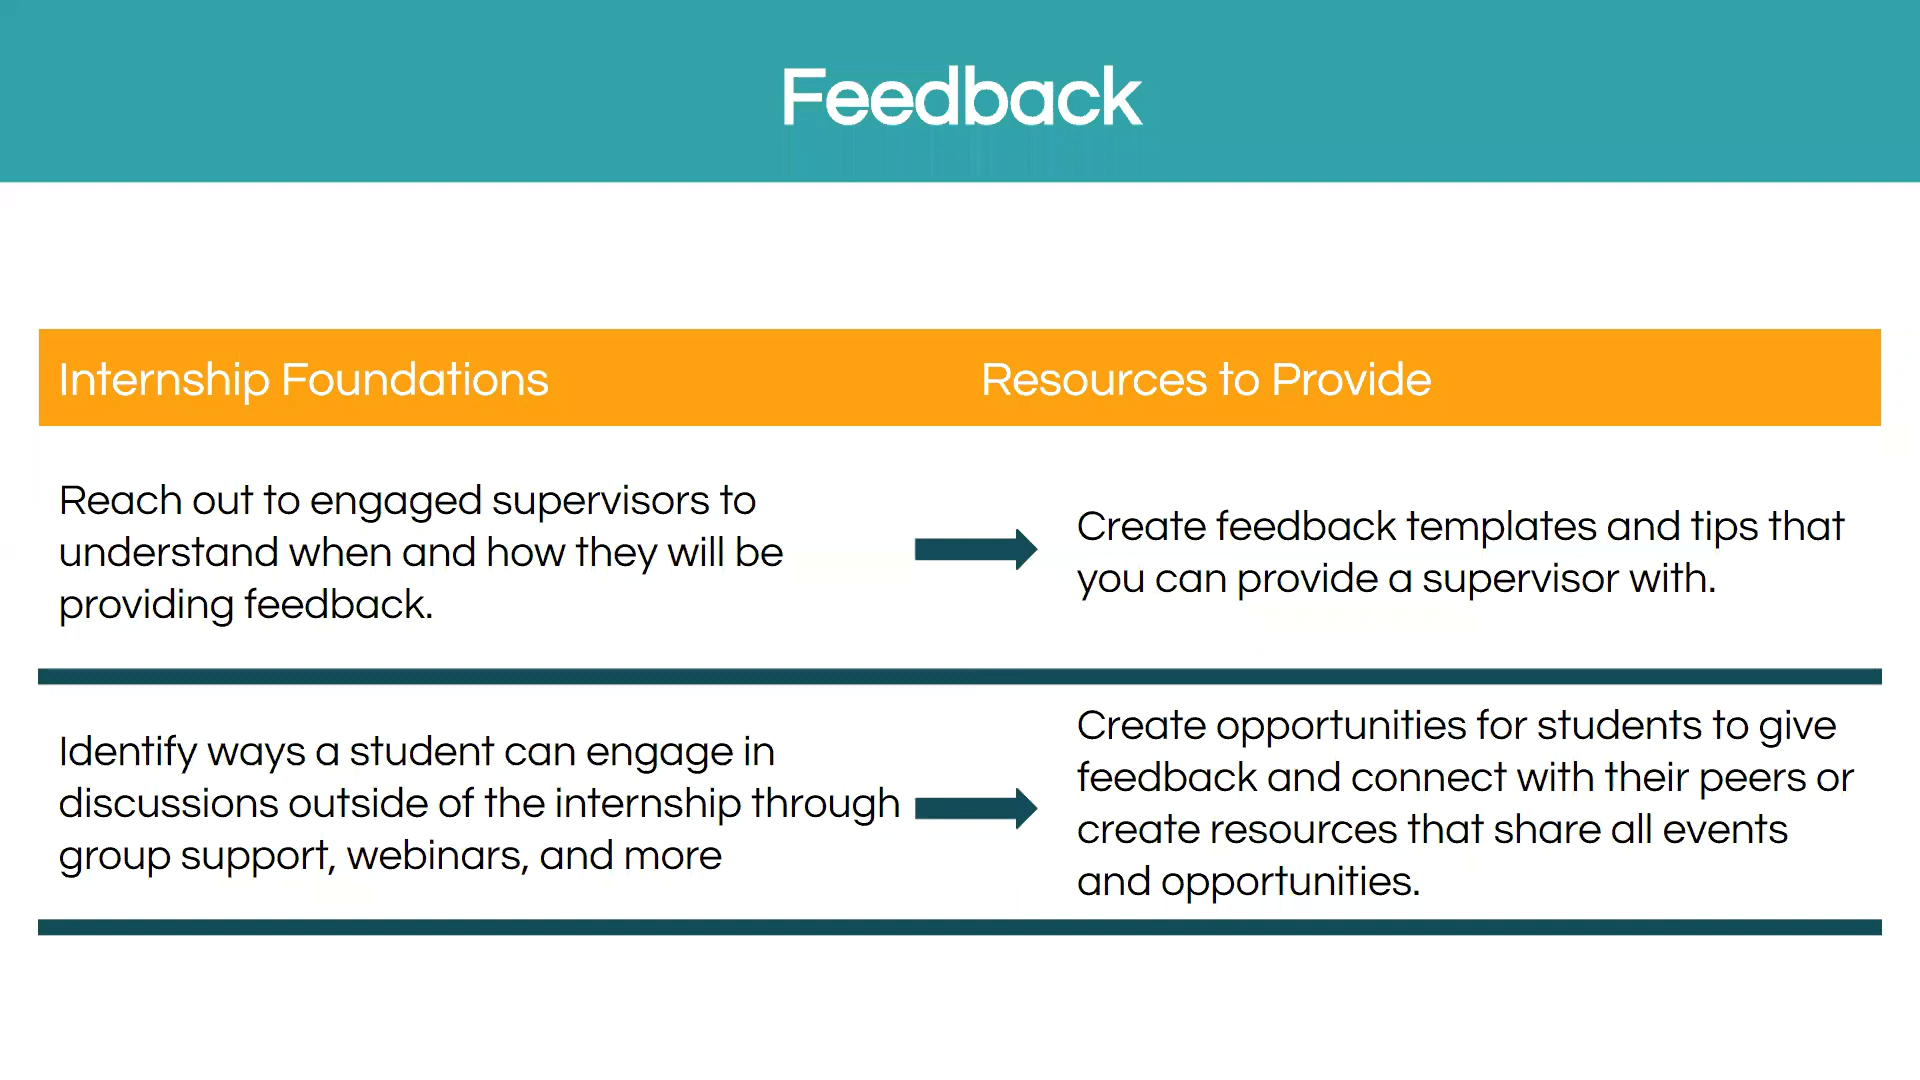 Feedback
Internship Foundations
Resources to Provide
Reach out to engaged supervisors to
understand when and how they will be
providing feedback.
Create feedback templates and tips that
you can provide a supervisor with.
Identify ways a student can engage in
discussions outside of the internship through
group support, webinars, and more
Create opportunities for students to give
feedback and connect with their peers or
create resources that share all events
and opportunities.